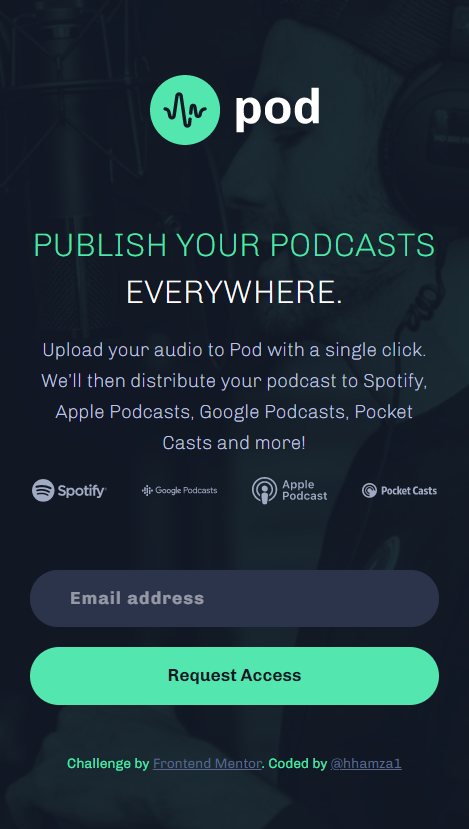 pod
PUBLISH YOUR PODCASTS
EVERYWHERE.
Upload your audio to Pod with a single click.
We'll then distribute your podcast to Spotify,
Apple Podcasts, Google Podcasts, Pocket
Casts and more!
Spotify Google Podcasts Apple Podcast Pocket Casts
Email address
Request Access
Challenge by Frontend Mentor. Coded by @hhamza1